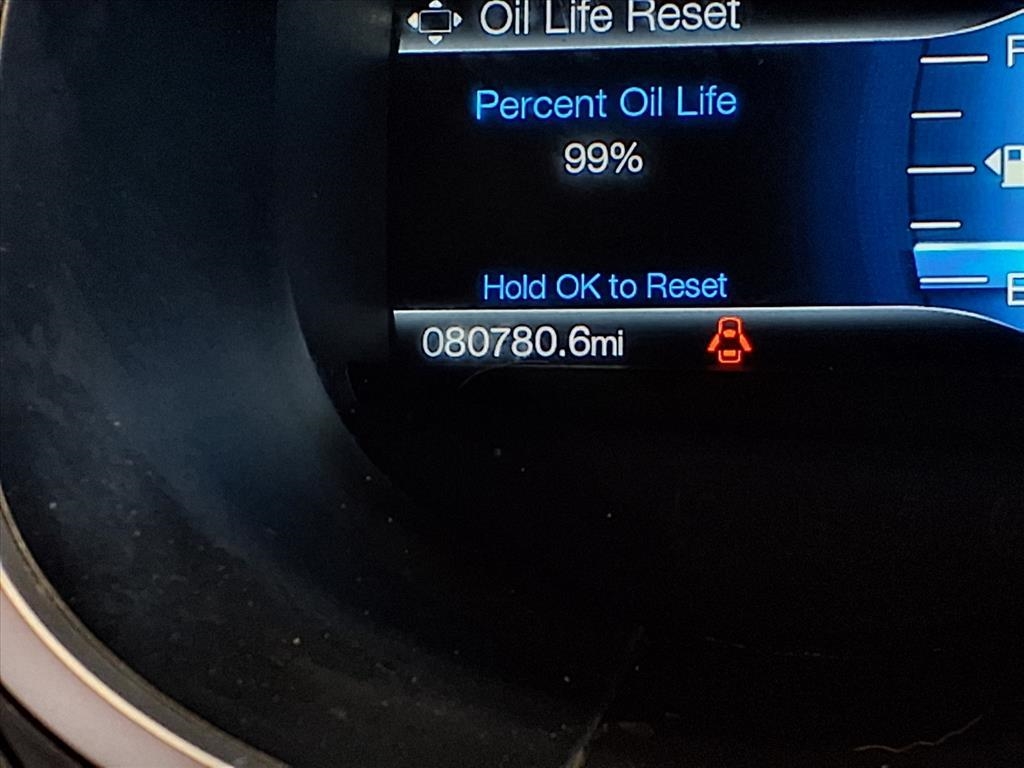 Oil Life Reset
Percent Oil Life
99%
Hold OK to Reset
080780.6mi
F
E